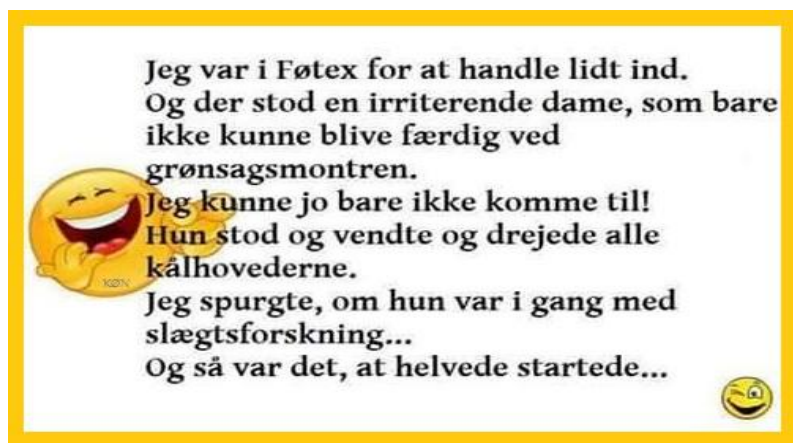 Jeg var i Føtex for at handle lidt ind.
Og der stod en irriterende dame, som bare
ikke kunne blive færdig ved
grønsagsmontren.
Jeg kunne jo bare ikke komme til!
Hun stod og vendte og drejede alle
kålhovederne.
KØN
Jeg spurgte, om hun var i gang med
slægtsforskning...
Og så var det, at helvede startede...